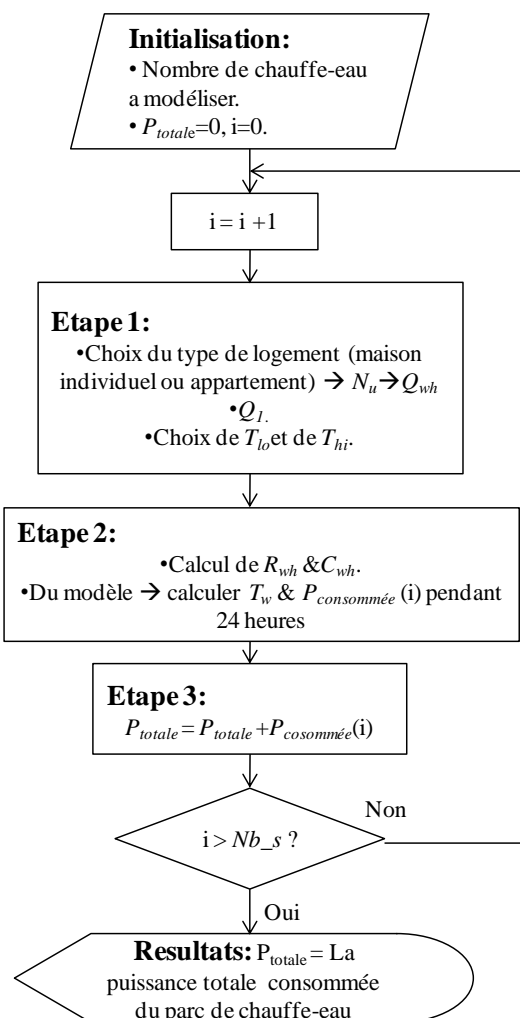 Initialisation:
• Nombre de chauffe-eau
a modéliser.
• P_totale=0, i=0.
i = i +1
Etape 1:
•Choix du type de logement (maison
individuel ou appartement) → N_u→Q_wh
•Q_1.
•Choix de T_lo et de T_hi.
Etape 2:
•Calcul de R_wh &C_wh.
•Du modèle → calculer T_w & P_consommée (i) pendant
24 heures
Etape 3:
P_totale = P_totale +P_cosommée(i)
i > Nb_s ?
Non
Oui
Resultats: P_totale = La
puissance totale consommée
du parc de chauffe-eau